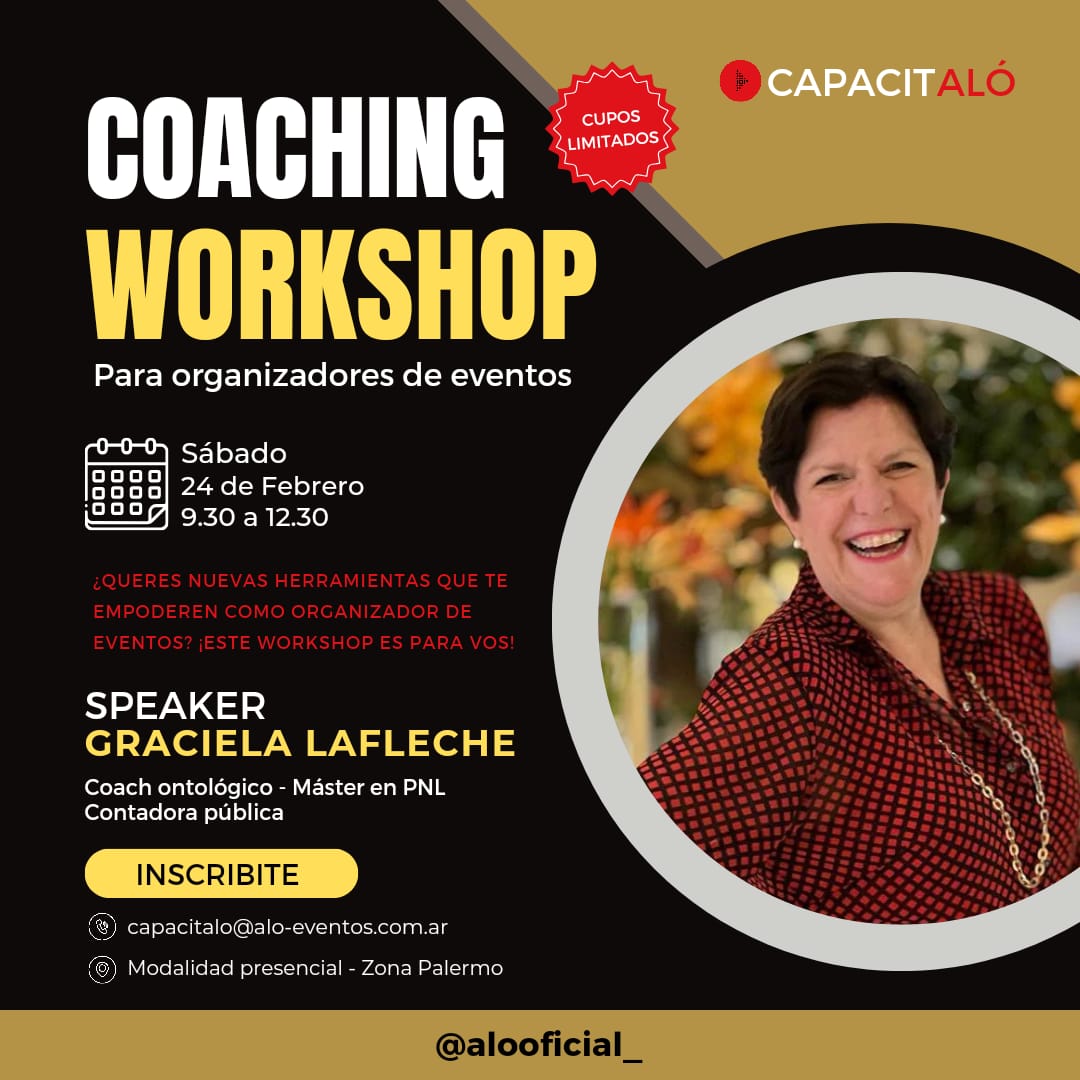 CAPACITALÓ
CUPOS
LIMITADOS
COACHING
WORKSHOP
Para organizadores de eventos
Sábado
24 de Febrero
9.30 a 12.30
¿QUERES NUEVAS HERRAMIENTAS QUE TE
EMPODEREN COMO ORGANIZADOR DE
EVENTOS? ¡ESTE WORKSHOP ES PARA VOS!
SPEAKER
GRACIELA LAFLECHE
Coach ontológico - Máster en PNL
Contadora pública
INSCRIBITE
capacitalo@alo-eventos.com.ar
Modalidad presencial - Zona Palermo
@alooficial_